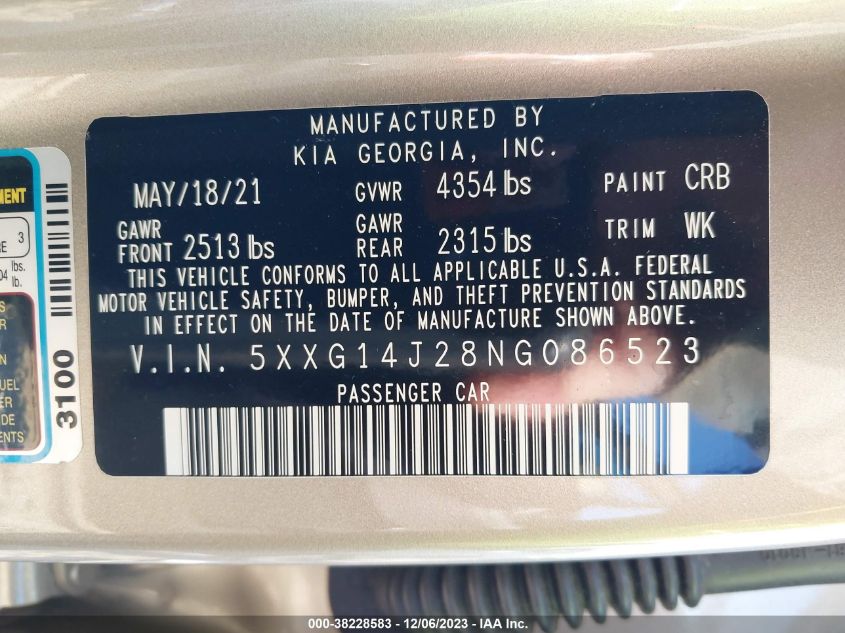 MANUFACTURED BY
KIA GEORGIA, INC.
MAY/18/21 GVWR 4354 lbs PAINT CRB
GAWR FRONT 2513 lbs GAWR REAR 2315 lbs TRIM WK
THIS VEHICLE CONFORMS TO ALL APPLICABLE U.S.A. FEDERAL
MOTOR VEHICLE SAFETY, BUMPER, AND THEFT PREVENTION STANDARDS
IN EFFECT ON THE DATE OF MANUFACTURE SHOWN ABOVE.
V.I.N. 5XXG14J28NG086523
PASSENGER CAR
3
lbs.
lb.
3100
000-38228583 - 12/06/2023 - IAA Inc.